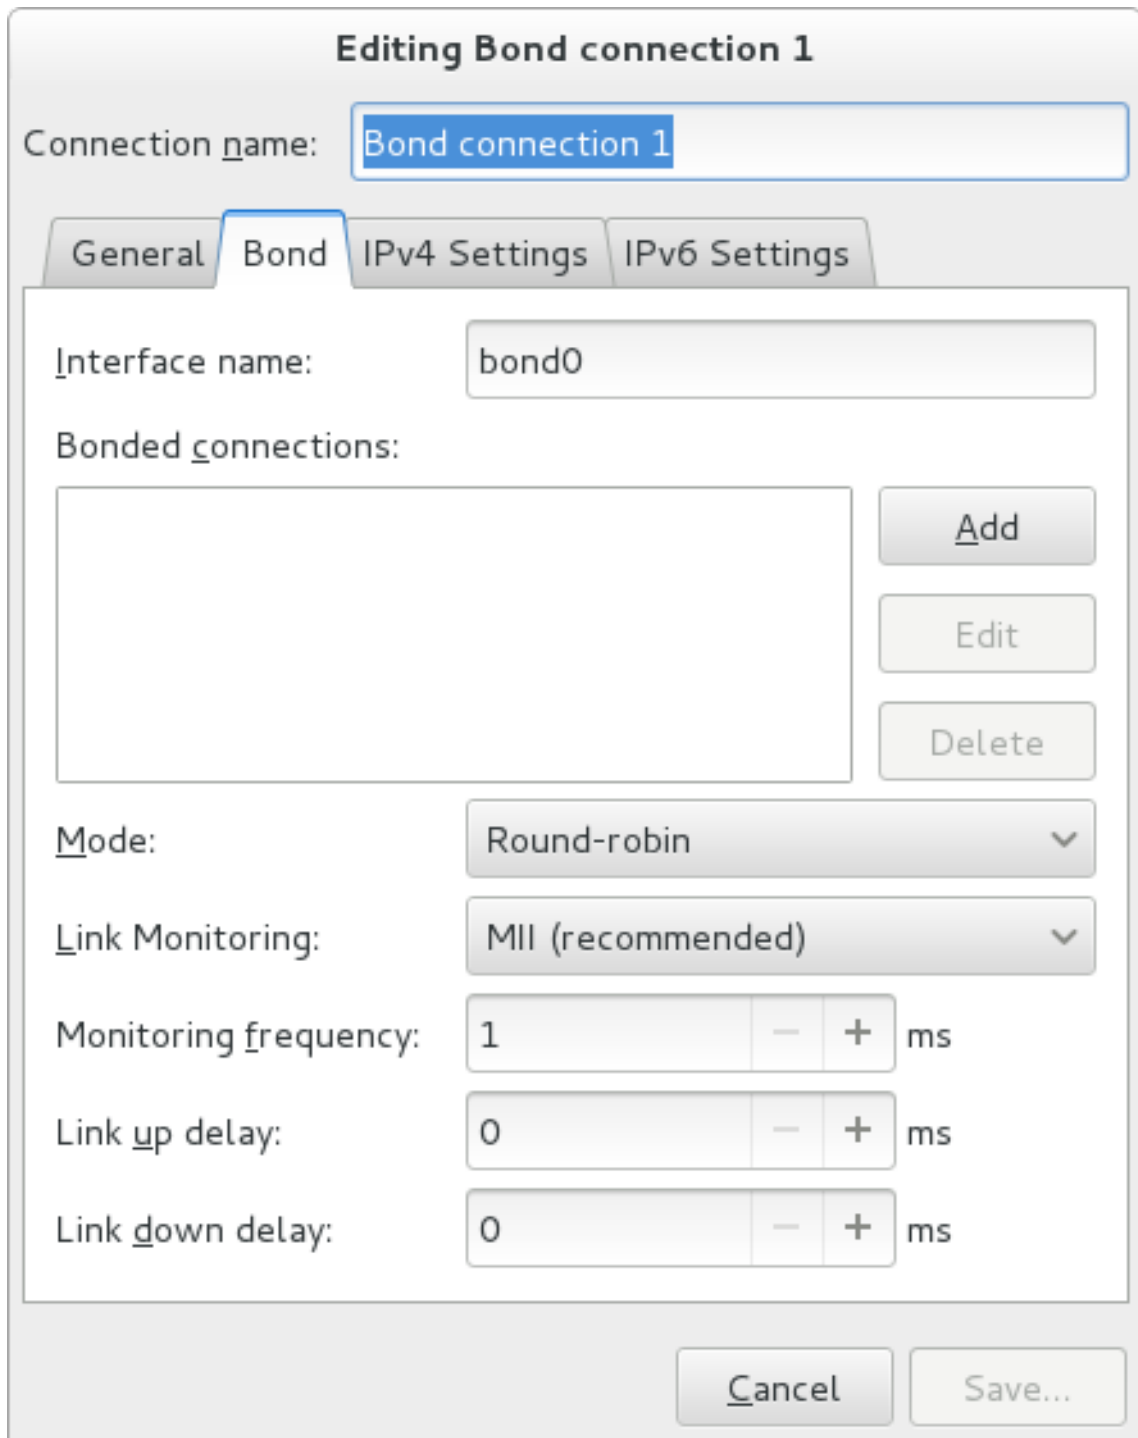 Editing Bond connection 1
Connection name: Bond connection 1
General Bond IPv4 Settings IPv6 Settings
Interface name: bond0
Bonded connections:
Add
Edit
Delete
Mode: Round-robin
Link Monitoring: MII (recommended)
Monitoring frequency: 1 − + ms
Link up delay: 0 − + ms
Link down delay: 0 − + ms
Cancel Save...